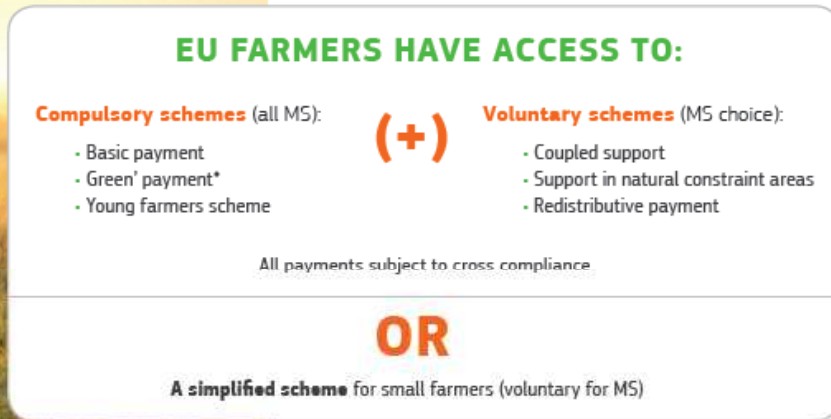 EU FARMERS HAVE ACCESS TO:
Compulsory schemes (all MS):
· Basic payment
· Green' payment*
· Young farmers scheme
(+)
Voluntary schemes (MS choice):
· Coupled support
· Support in natural constraint areas
· Redistributive payment
All payments subject to cross compliance
OR
A simplified scheme for small farmers (voluntary for MS)